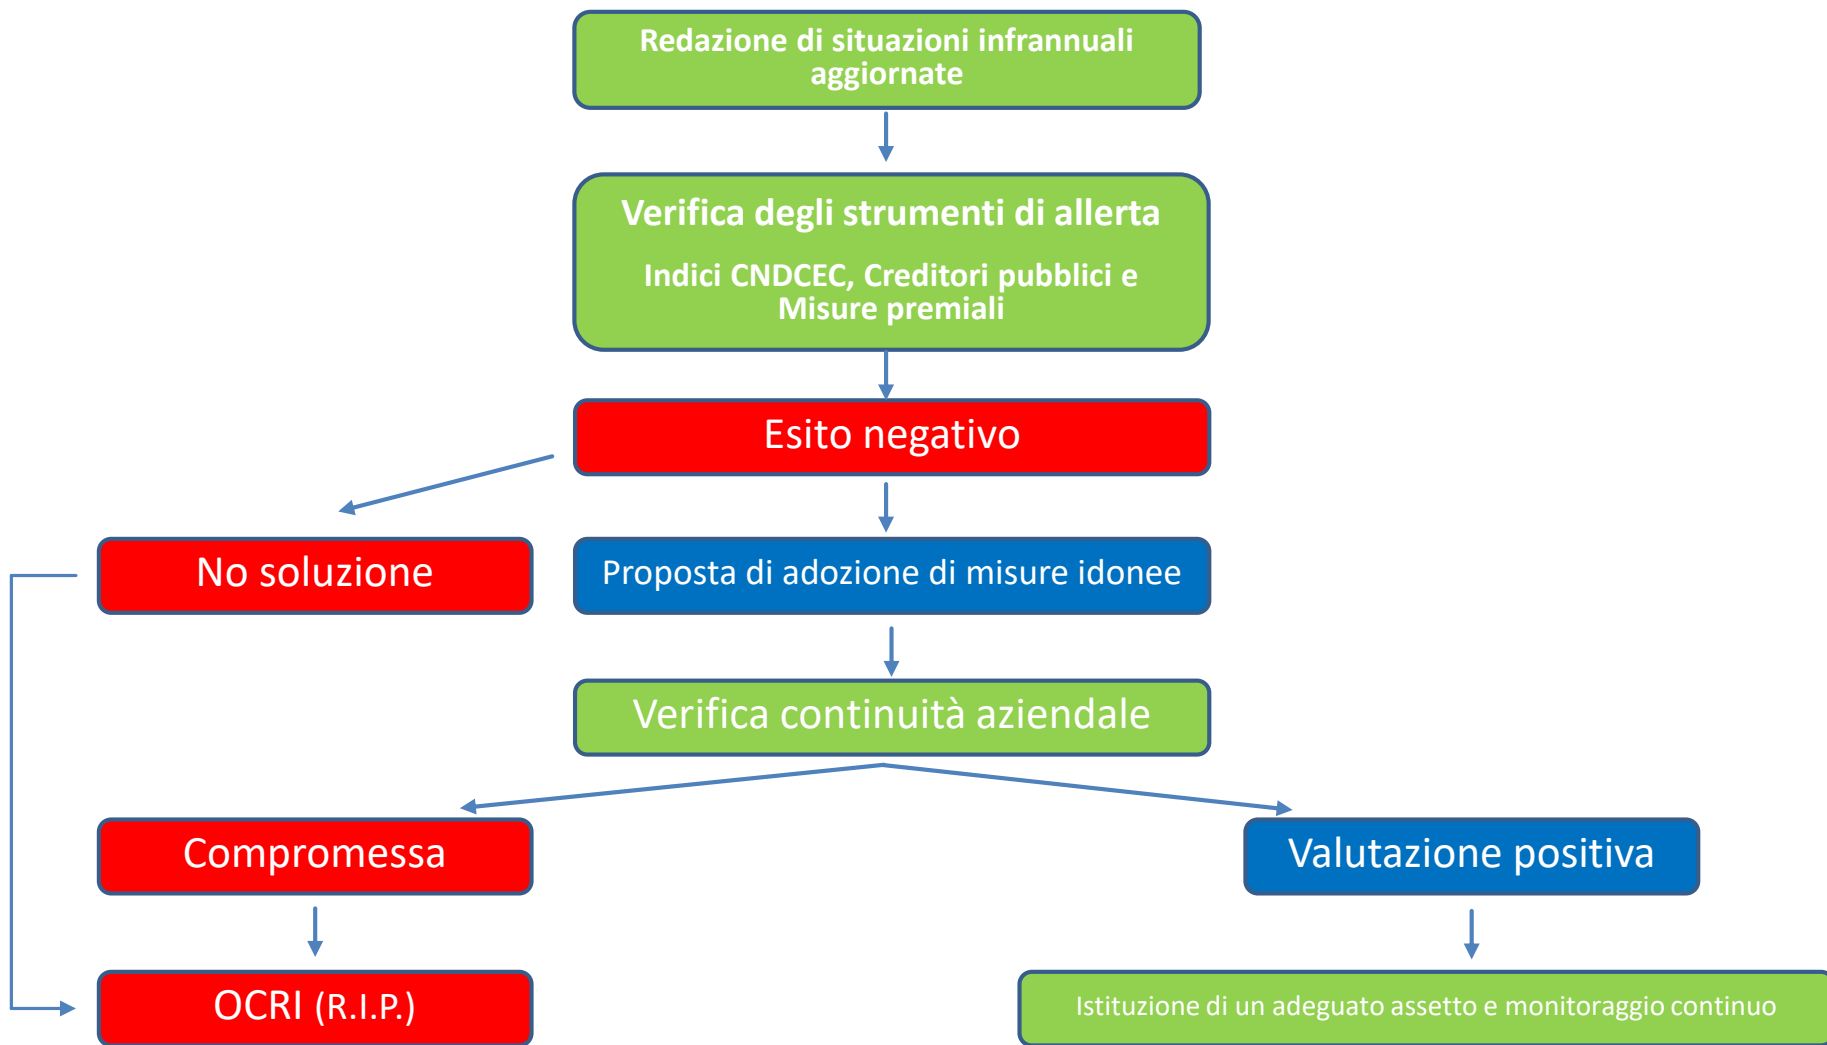 Redazione di situazioni infrannuali
aggiornate
Verifica degli strumenti di allerta
Indici CNDCEC, Creditori pubblici e
Misure premiali
Esito negativo
No soluzione
Proposta di adozione di misure idonee
Verifica continuità aziendale
Compromessa
Valutazione positiva
OCRI (R.I.P.)
Istituzione di un adeguato assetto e monitoraggio continuo